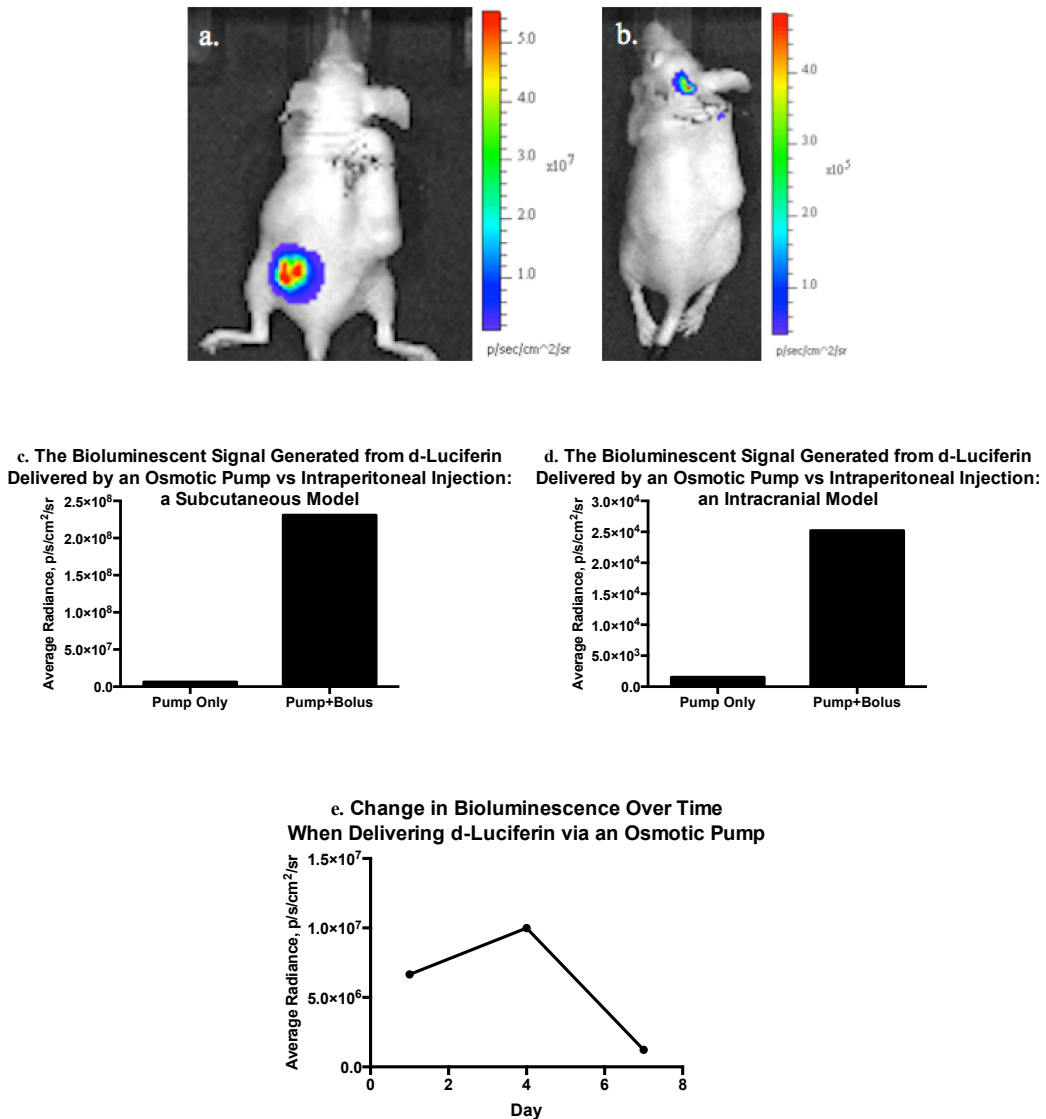 a.
5.0
4.0
3.0
x10⁷
2.0
1.0
p/sec/cm^2/sr
b.
4.0
3.0
x10⁵
2.0
1.0
p/sec/cm^2/sr
c. The Bioluminescent Signal Generated from d-Luciferin
Delivered by an Osmotic Pump vs Intraperitoneal Injection:
a Subcutaneous Model
Average Radiance, p/s/cm²/sr
2.5×10⁸
2.0×10⁸
1.5×10⁸
1.0×10⁸
5.0×10⁷
0.0
Pump Only Pump+Bolus
d. The Bioluminescent Signal Generated from d-Luciferin
Delivered by an Osmotic Pump vs Intraperitoneal Injection:
an Intracranial Model
Average Radiance, p/s/cm²/sr
3.0×10⁴
2.5×10⁴
2.0×10⁴
1.0×10⁴
5.0×10³
0.0
Pump Only Pump+Bolus
e. Change in Bioluminescence Over Time
When Delivering d-Luciferin via an Osmotic Pump
Average Radiance, p/s/cm²/sr
1.5×10⁷
1.0×10⁷
5.0×10⁶
0.0
0 2 4 6 8
Day